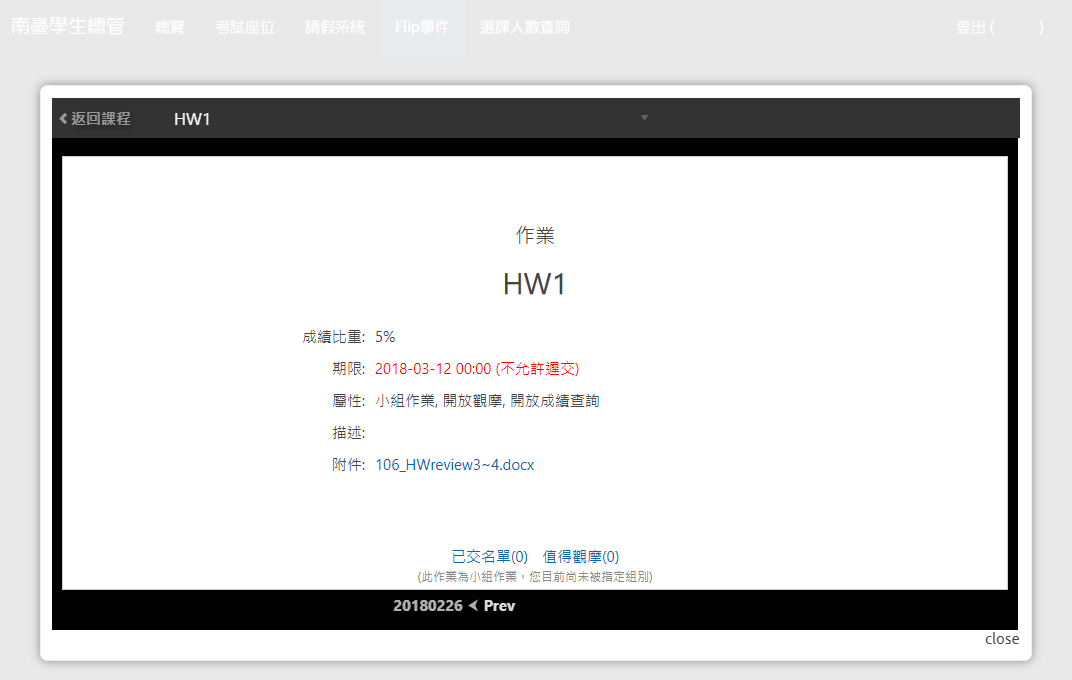 南臺學生總管 總覽 考試座位 請假系統 Flip事件 選課人數查詢 登出 ( )
返回課程 HW1
作業
HW1
成績比重: 5%
期限: 2018-03-12 00:00 (不允許遲交)
屬性: 小組作業, 開放觀摩, 開放成績查詢
描述:
附件: 106_HWreview3~4.docx
已交名單(0) 值得觀摩(0)
(此作業為小組作業，您目前尚未被指定組別)
20180226 Prev
close